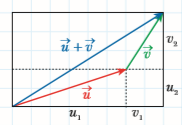 v₂
u⃗ + v⃗
v⃗
u⃗
u₂
u₁ v₁